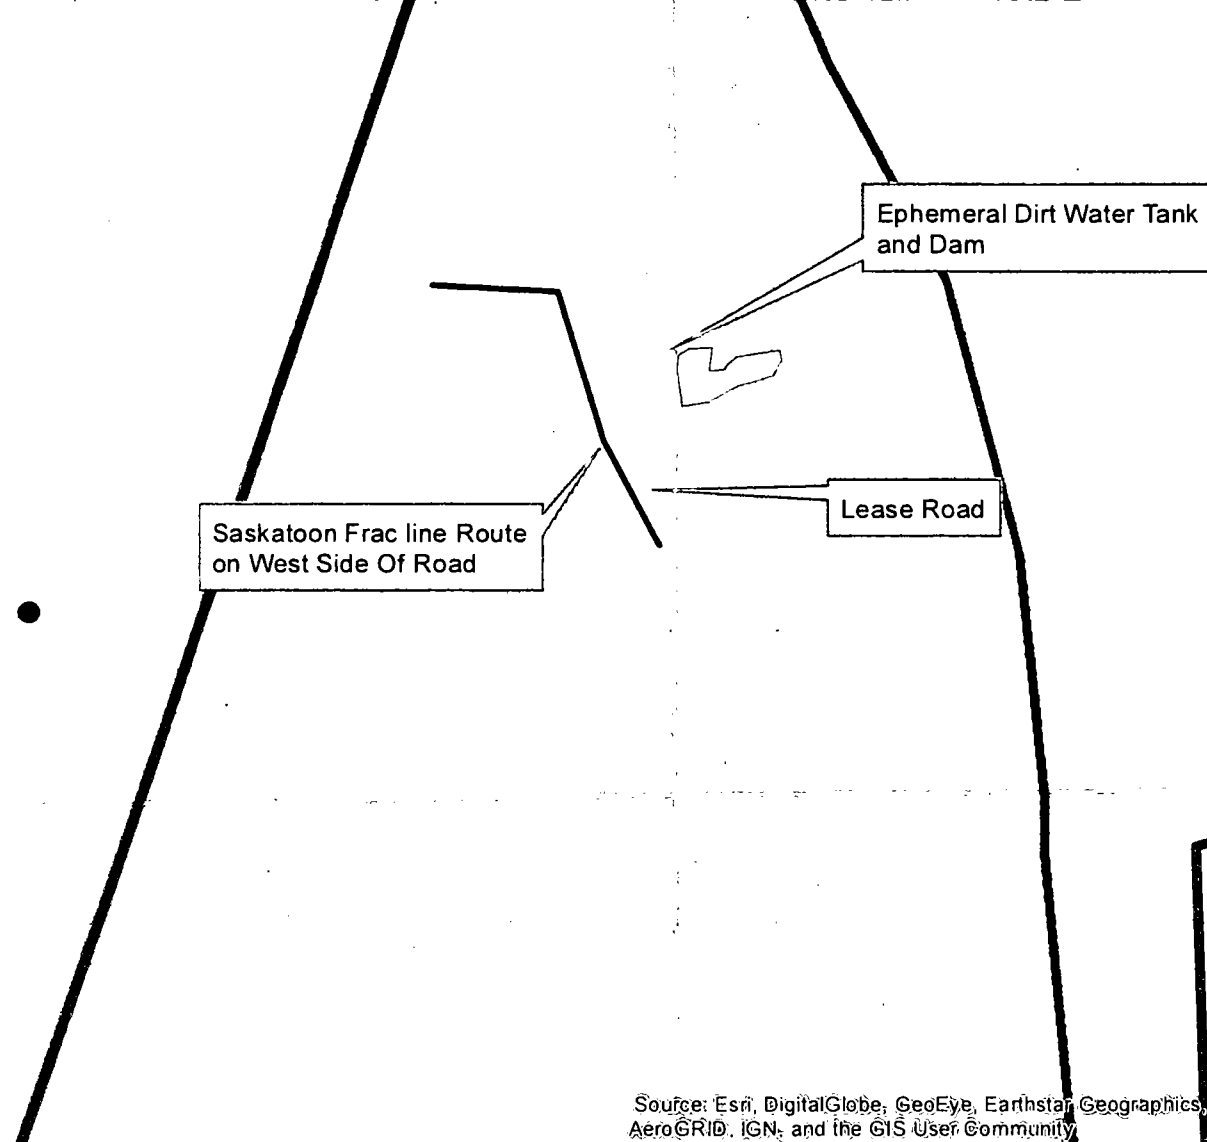 Ephemeral Dirt Water Tank
and Dam
Saskatoon Frac line Route
on West Side Of Road
Lease Road
Source: Esri, DigitalGlobe, GeoEye, Earthstar Geographics,
AeroGRID, IGN, and the GIS User Community